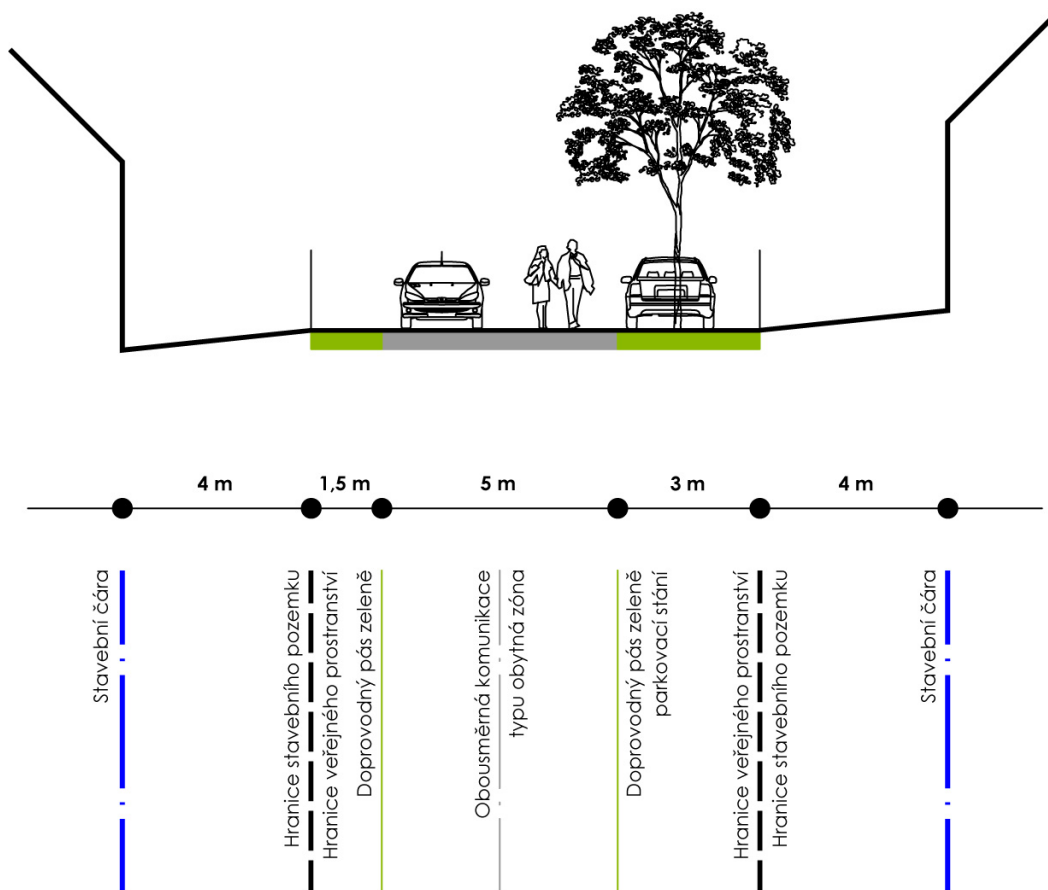 4 m
1,5 m
5 m
3 m
4 m
Stavební čára
Hranice stavebního pozemku
Hranice veřejného prostranství
Doprovodný pás zeleně
Obousměrná komunikace
typu obytná zóna
Doprovodný pás zeleně
parkovací stání
Hranice veřejného prostranství
Hranice stavebního pozemku
Stavební čára